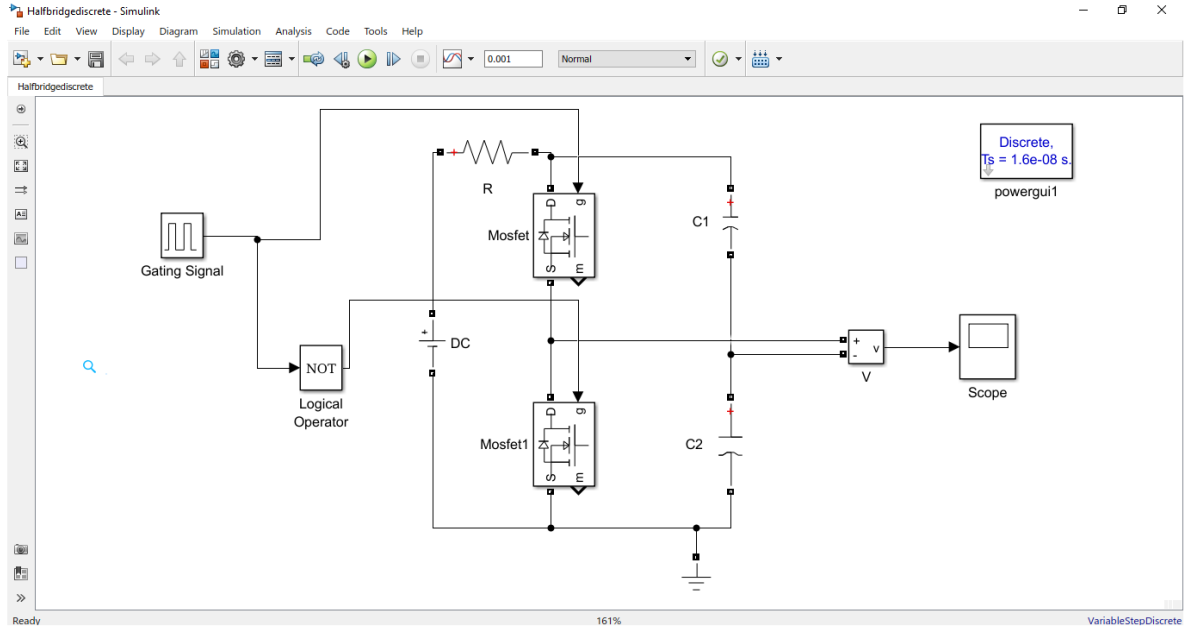 Halfbridgediscrete - Simulink
File Edit View Display Diagram Simulation Analysis Code Tools Help
0.001 Normal
Halfbridgediscrete
Discrete,
Ts = 1.6e-08 s.
powergui1
R
D g
C1
Mosfet
S m
Gating Signal
DC
+ v
-
V
NOT
Scope
Logical
Operator
D g
Mosfet1
C2
S m
Ready 161% VariableStepDiscrete